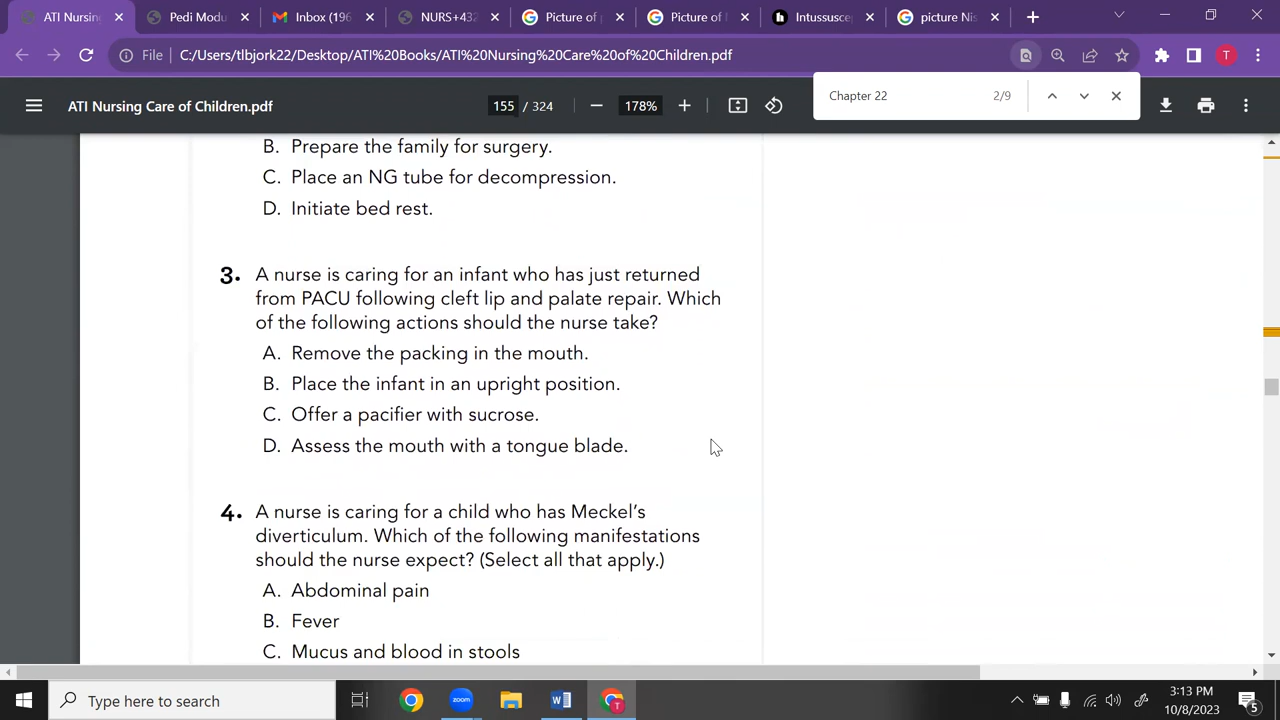 ATI Nursin
Pedi Modu
Inbox (196
NURS+432
Picture of
Picture of
h
Intussusce
picture Nis
File
C:/Users/tlbjork22/Desktop/ATI%20Books/ATI%20Nursing%20Care%20of%20Children.pdf
T
ATI Nursing Care of Children.pdf
155 / 324
178%
Chapter 22
2/9
B. Prepare the family for surgery.
C. Place an NG tube for decompression.
D. Initiate bed rest.
3. A nurse is caring for an infant who has just returned
from PACU following cleft lip and palate repair. Which
of the following actions should the nurse take?
A. Remove the packing in the mouth.
B. Place the infant in an upright position.
C. Offer a pacifier with sucrose.
D. Assess the mouth with a tongue blade.
4. A nurse is caring for a child who has Meckel's
diverticulum. Which of the following manifestations
should the nurse expect? (Select all that apply.)
A. Abdominal pain
B. Fever
C. Mucus and blood in stools
Type here to search
zoom
T
3:13 PM
10/8/2023
5